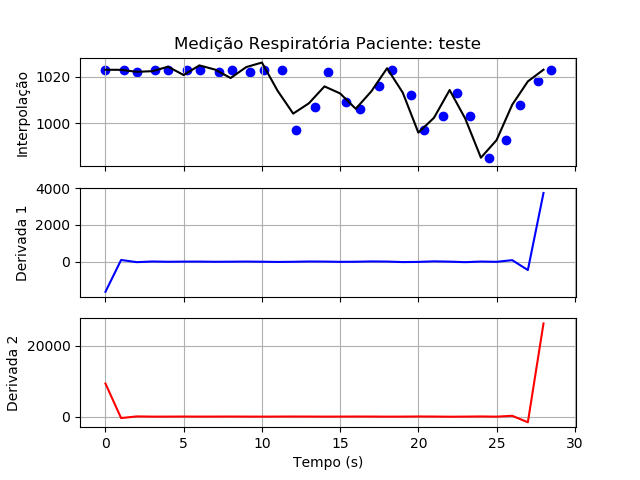 Medição Respiratória Paciente: teste
1020
1000
Interpolação
4000
2000
0
Derivada 1
20000
0
Derivada 2
0 5 10 15 20 25 30
Tempo (s)